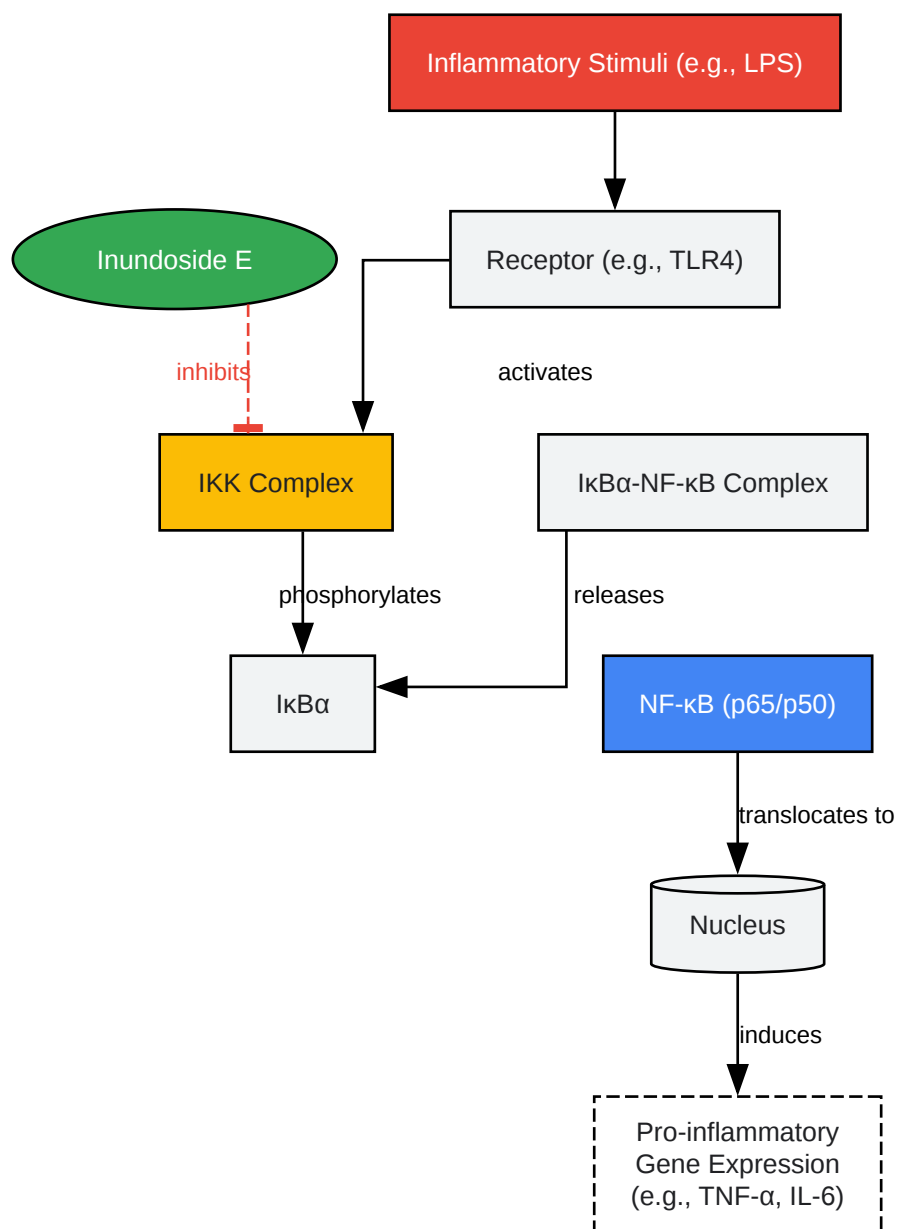 Inflammatory Stimuli (e.g., LPS)
Inundoside E
Receptor (e.g., TLR4)
inhibits
activates
IKK Complex
IκBα-NF-κB Complex
phosphorylates
releases
IκBα
NF-κB (p65/p50)
translocates to
Nucleus
induces
Pro-inflammatory
Gene Expression
(e.g., TNF-α, IL-6)